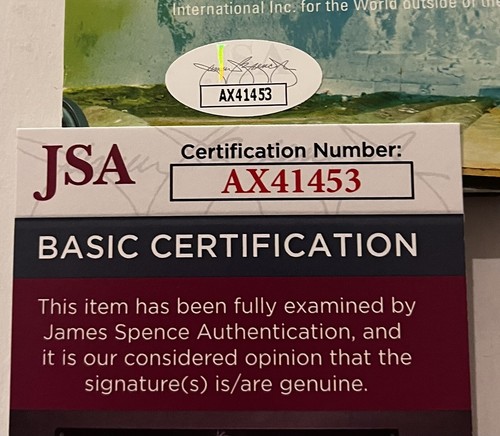 International Inc. for the World outside of the
JSA
AX41453
JSA
Certification Number:
AX41453
BASIC CERTIFICATION
This item has been fully examined by
James Spence Authentication, and
it is our considered opinion that the
signature(s) is/are genuine.